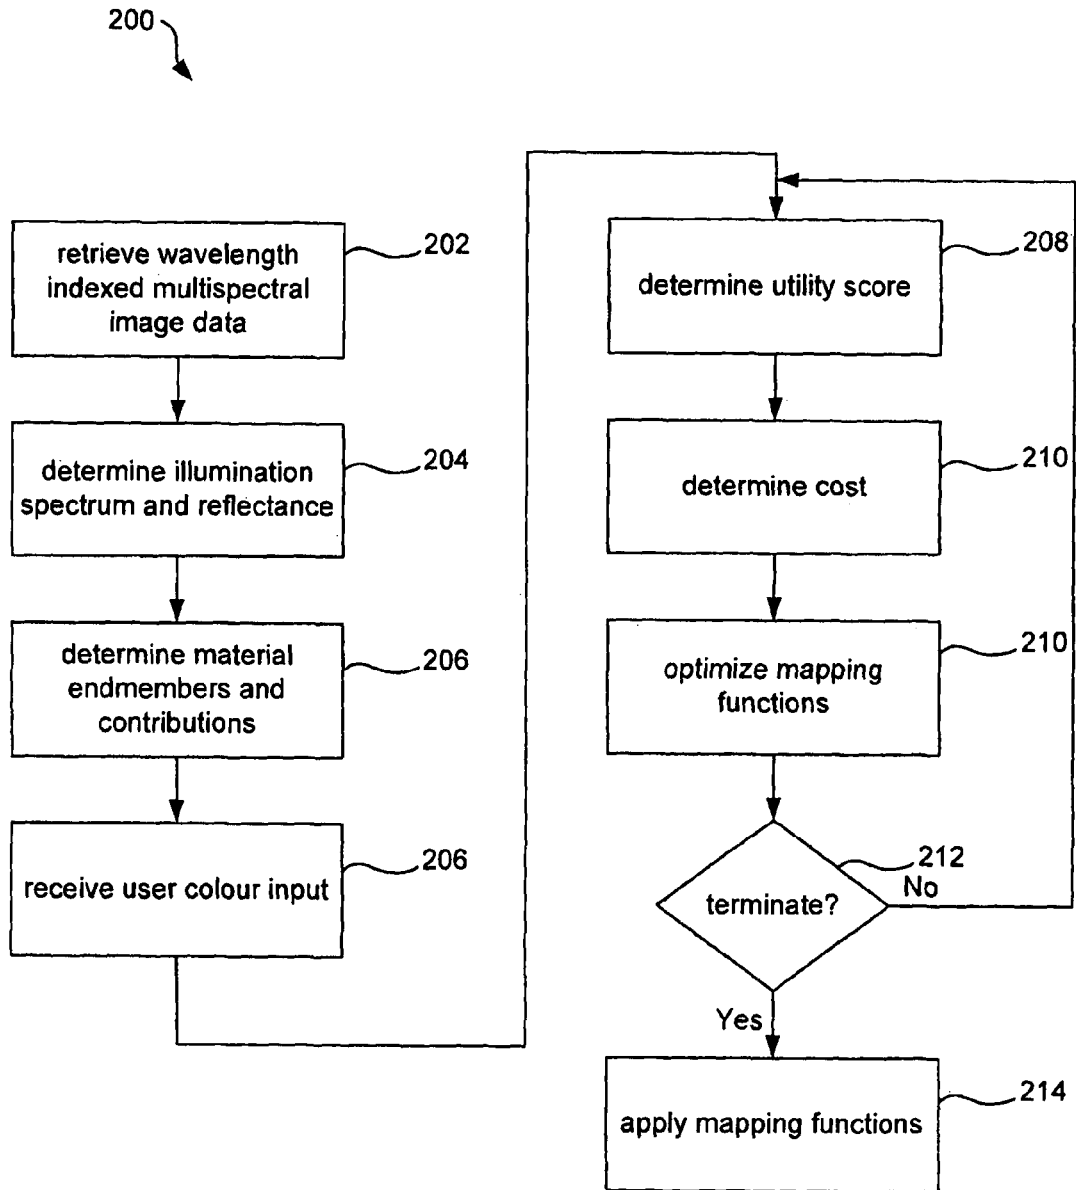 200
retrieve wavelength
indexed multispectral
image data
202
determine illumination
spectrum and reflectance
204
determine material
endmembers and
contributions
206
receive user colour input
206
determine utility score
208
determine cost
210
optimize mapping
functions
210
terminate?
212
No
Yes
apply mapping functions
214